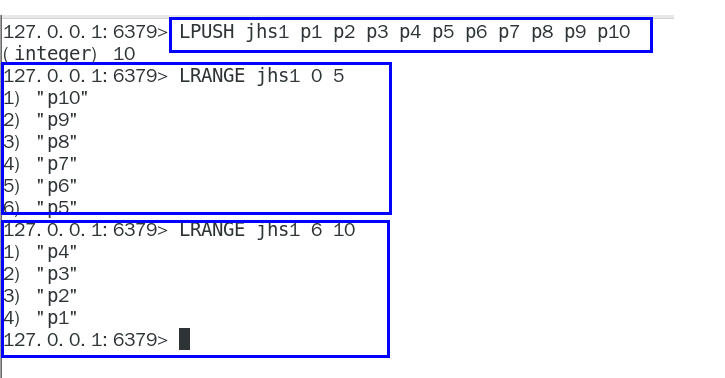 127.0.0.1:6379> LPUSH jhs1 p1 p2 p3 p4 p5 p6 p7 p8 p9 p10
(integer) 10
127.0.0.1:6379> LRANGE jhs1 0 5
1) "p10"
2) "p9"
3) "p8"
4) "p7"
5) "p6"
6) "p5"
127.0.0.1:6379> LRANGE jhs1 6 10
1) "p4"
2) "p3"
3) "p2"
4) "p1"
127.0.0.1:6379>